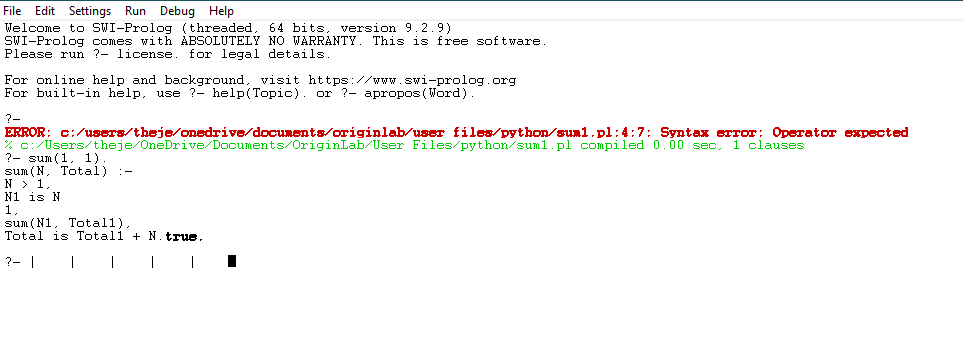 File Edit Settings Run Debug Help
Welcome to SWI-Prolog (threaded, 64 bits, version 9.2.9)
SWI-Prolog comes with ABSOLUTELY NO WARRANTY. This is free software.
Please run ?- license. for legal details.
For online help and background, visit https://www.swi-prolog.org
For built-in help, use ?- help(Topic). or ?- apropos(Word).
?-
ERROR: c:/users/theje/onedrive/documents/originlab/user files/python/sum1.pl:4:7: Syntax error: Operator expected
% c:/Users/theje/OneDrive/Documents/OriginLab/User Files/python/sum1.pl compiled 0.00 sec, 1 clauses
?- sum(1, 1).
sum(N, Total) :-
N > 1,
N1 is N
1,
sum(N1, Total1),
Total is Total1 + N.true.
?- | | | | |